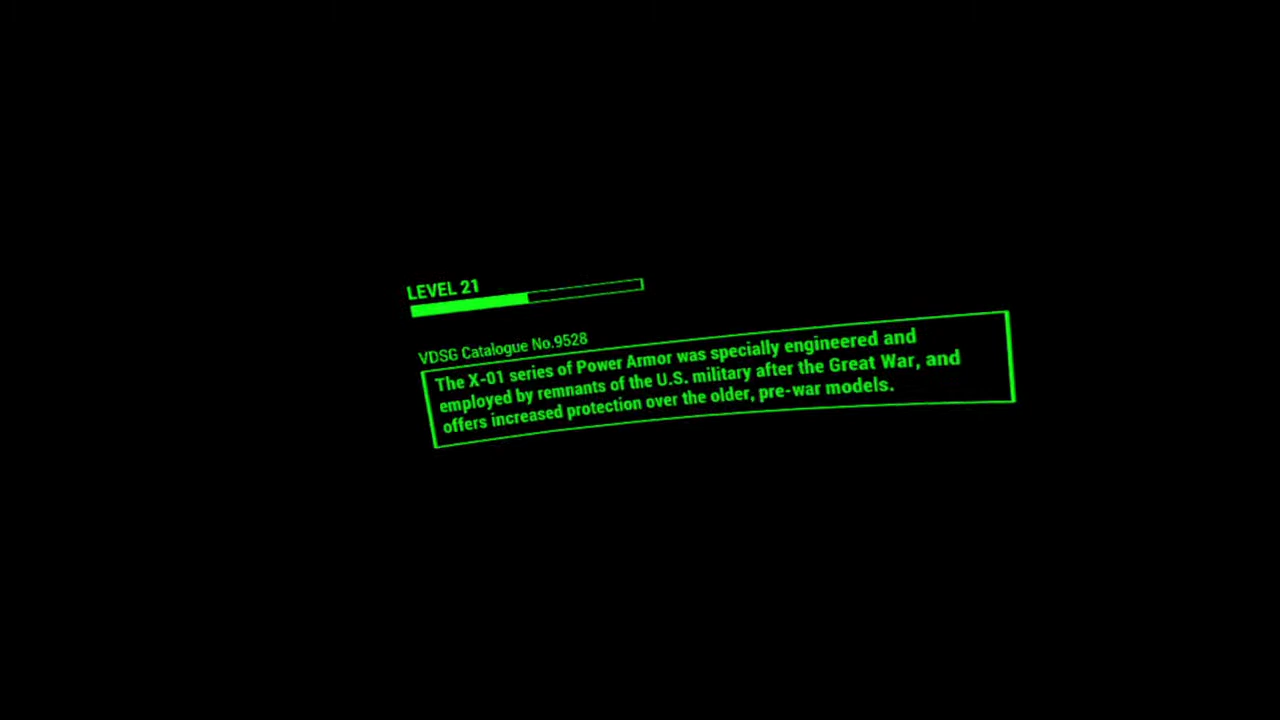 LEVEL 21
VDSG Catalogue No.9528
The X-01 series of Power Armor was specially engineered and
employed by remnants of the U.S. military after the Great War, and
offers increased protection over the older, pre-war models.